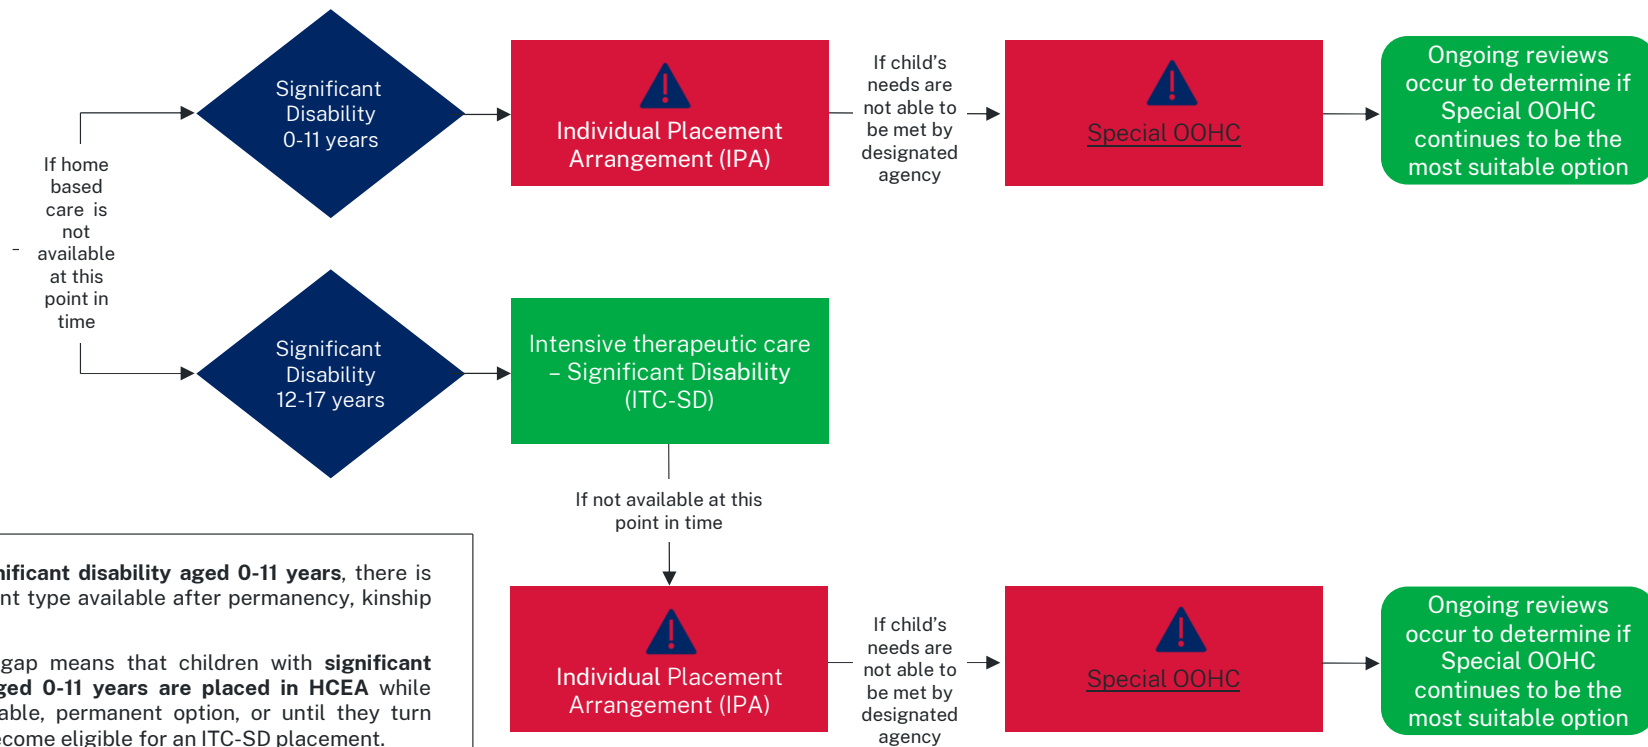 If home
based
care is
not
available
at this
point in
time
Significant
Disability
0-11 years
Individual Placement
Arrangement (IPA)
If child's
needs are
not able to
be met by
designated
agency
Special OOHC
Ongoing reviews
occur to determine if
Special OOHC
continues to be the
most suitable option
Significant
Disability
12-17 years
Intensive therapeutic care
– Significant Disability
(ITC-SD)
If not available at this
point in time
Individual Placement
Arrangement (IPA)
If child's
needs are
not able to
be met by
designated
agency
Special OOHC
Ongoing reviews
occur to determine if
Special OOHC
continues to be the
most suitable option
disability aged 0-11 years, there is
type available after permanency, kinship
gap means that children with significant
0-11 years are placed in HCEA while
permanent option, or until they turn
eligible for an ITC-SD placement.